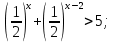 (1/2)^x + (1/2)^{x-2} > 5;